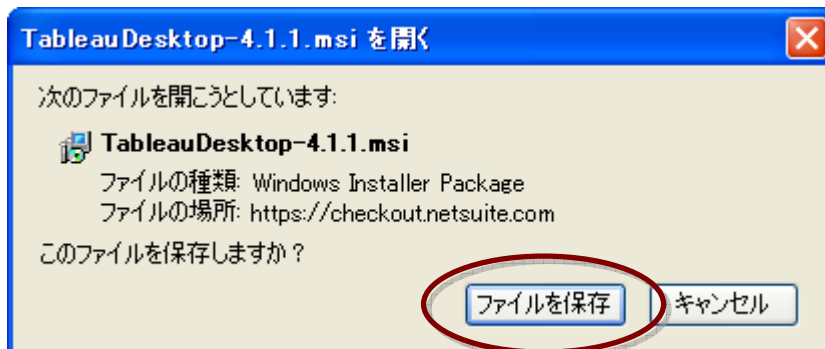 TableauDesktop-4.1.1.msi を開く
次のファイルを開こうとしています:
TableauDesktop-4.1.1.msi
ファイルの種類: Windows Installer Package
ファイルの場所: https://checkout.netsuite.com
このファイルを保存しますか?
ファイルを保存 キャンセル